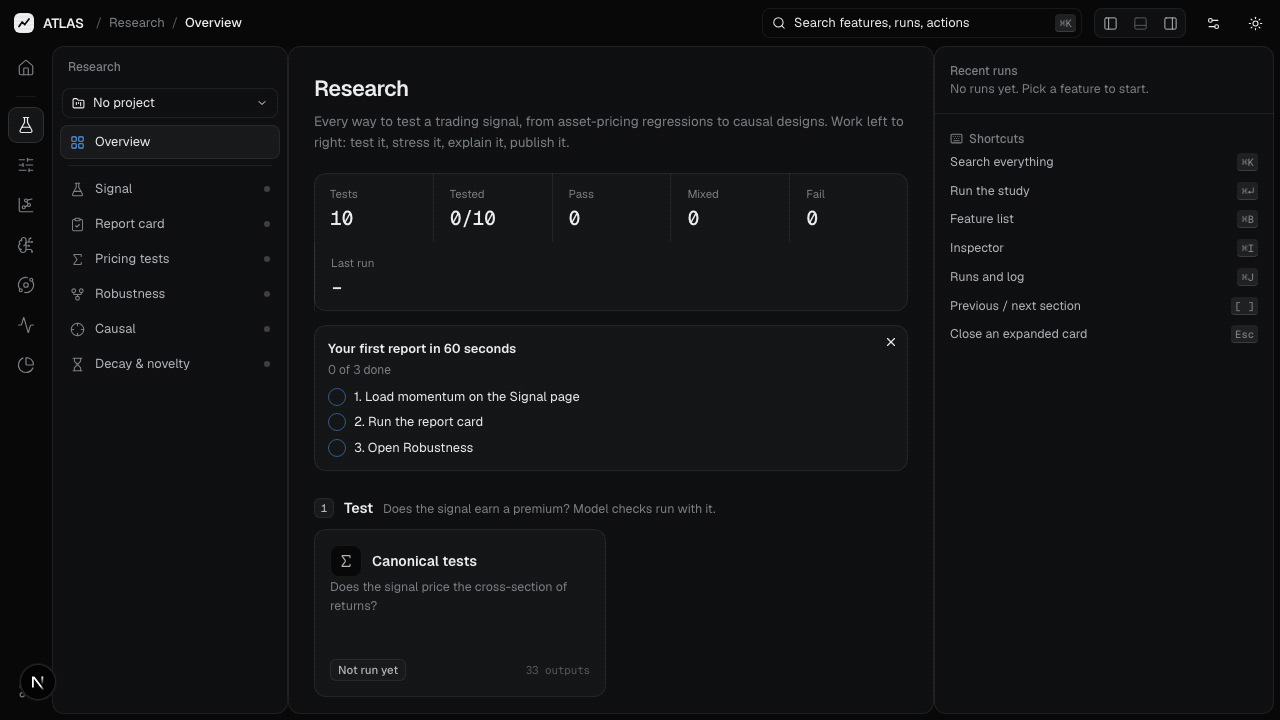 ATLAS / Research / Overview
Search features, runs, actions ⌘K
Research
No project
Overview
Signal
Report card
Pricing tests
Robustness
Causal
Decay & novelty
Research
Every way to test a trading signal, from asset-pricing regressions to causal designs. Work left to
right: test it, stress it, explain it, publish it.
Tests
10
Tested
0/10
Pass
0
Mixed
0
Fail
0
Last run
–
Your first report in 60 seconds
0 of 3 done
1. Load momentum on the Signal page
2. Run the report card
3. Open Robustness
1 Test Does the signal earn a premium? Model checks run with it.
Σ Canonical tests
Does the signal price the cross-section of
returns?
Not run yet 33 outputs
Recent runs
No runs yet. Pick a feature to start.
Shortcuts
Search everything ⌘K
Run the study ⌘↵
Feature list ⌘B
Inspector ⌘I
Runs and log ⌘J
Previous / next section [ ]
Close an expanded card Esc
N